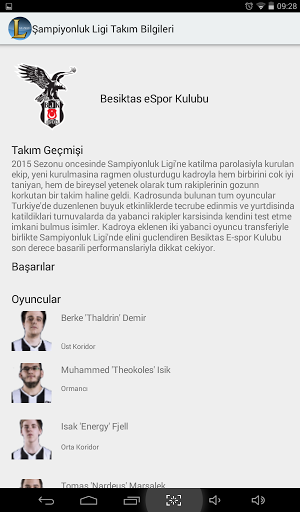 09:28
Şampiyonluk Ligi Takım Bilgileri
Besiktas eSpor Kulubu
Takım Geçmişi
2015 Sezonu oncesinde Sampiyonluk Ligi'ne katilma parolasiyla kurulan
ekip, yeni kurulmasina ragmen olusturdugu kadroyla hem birbirini cok iyi
taniyan, hem de bireysel yetenek olarak tum rakiplerinin gozunn
korkutan bir takim haline geldi. Kadrosunda bulunan tum oyuncular
Turkiye'de duzenlenen buyuk etkinliklerde tecrube edinmis ve yurtdisinda
katildiklari turnuvalarda da yabanci rakipler karsisinda kendini test etme
imkani bulmus isimler. Kadroya eklenen iki yabanci oyuncu transferiyle
birlikte Sampiyonluk Ligi'nde elini guclendiren Besiktas E-spor Kulubu
son derece basarili performanslariyla dikkat cekiyor.
Başarılar
Oyuncular
Berke 'Thaldrin' Demir
Üst Koridor
Muhammed 'Theokoles' Isik
Ormancı
Isak 'Energy' Fjell
Orta Koridor
Tomas 'Nardeus' Marsalek